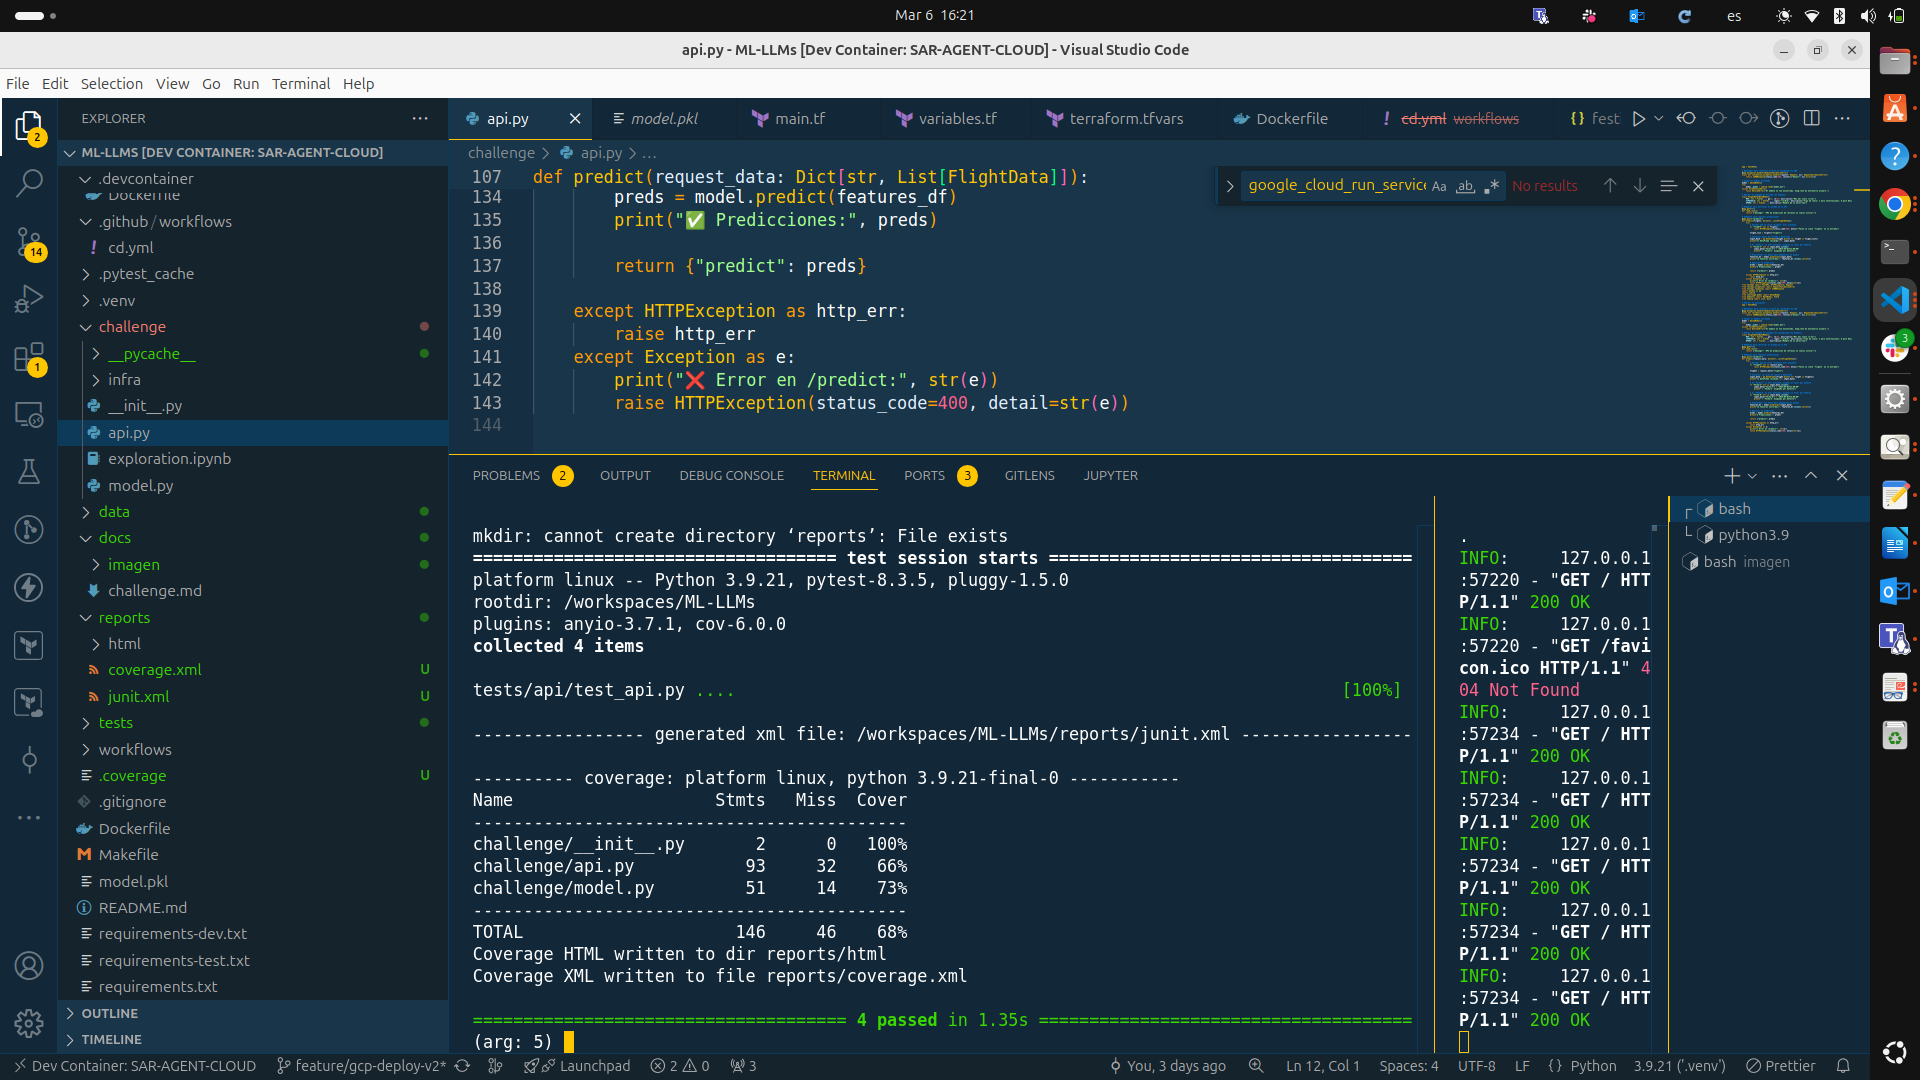 Mar 6 16:21
es
api.py - ML-LLMs [Dev Container: SAR-AGENT-CLOUD] - Visual Studio Code
File Edit Selection View Go Run Terminal Help
EXPLORER
ML-LLMS [DEV CONTAINER: SAR-AGENT-CLOUD]
.devcontainer
Dockerfile
.github/workflows
cd.yml
.pytest_cache
.venv
challenge
__pycache__
infra
__init__.py
api.py
exploration.ipynb
model.py
data
docs
imagen
challenge.md
reports
html
coverage.xml U
junit.xml U
tests
workflows
.coverage U
.gitignore
Dockerfile
Makefile
model.pkl
README.md
requirements-dev.txt
requirements-test.txt
requirements.txt
OUTLINE
TIMELINE
2
14
1
api.py model.pkl main.tf variables.tf terraform.tfvars Dockerfile cd.yml workflows fest
challenge > api.py > ...
google_cloud_run_service Aa ab No results
107 def predict(request_data: Dict[str, List[FlightData]]):
134 preds = model.predict(features_df)
135 print("✅ Predicciones:", preds)
136
137 return {"predict": preds}
138
139 except HTTPException as http_err:
140 raise http_err
141 except Exception as e:
142 print("❌ Error en /predict:", str(e))
143 raise HTTPException(status_code=400, detail=str(e))
144
PROBLEMS 2 OUTPUT DEBUG CONSOLE TERMINAL PORTS 3 GITLENS JUPYTER
mkdir: cannot create directory ‘reports’: File exists
==================================== test session starts ====================================
platform linux -- Python 3.9.21, pytest-8.3.5, pluggy-1.5.0
rootdir: /workspaces/ML-LLMs
plugins: anyio-3.7.1, cov-6.0.0
collected 4 items
tests/api/test_api.py .... [100%]
----------------- generated xml file: /workspaces/ML-LLMs/reports/junit.xml -----------------
---------- coverage: platform linux, python 3.9.21-final-0 -----------
Name Stmts Miss Cover
-------------------------------------------
challenge/__init__.py 2 0 100%
challenge/api.py 93 32 66%
challenge/model.py 51 14 73%
-------------------------------------------
TOTAL 146 46 68%
Coverage HTML written to dir reports/html
Coverage XML written to file reports/coverage.xml
===================================== 4 passed in 1.35s =====================================
(arg: 5)
.
INFO: 127.0.0.1
:57220 - "GET / HTT
P/1.1" 200 OK
INFO: 127.0.0.1
:57220 - "GET /favi
con.ico HTTP/1.1" 4
04 Not Found
INFO: 127.0.0.1
:57234 - "GET / HTT
P/1.1" 200 OK
INFO: 127.0.0.1
:57234 - "GET / HTT
P/1.1" 200 OK
INFO: 127.0.0.1
:57234 - "GET / HTT
P/1.1" 200 OK
INFO: 127.0.0.1
:57234 - "GET / HTT
P/1.1" 200 OK
INFO: 127.0.0.1
:57234 - "GET / HTT
P/1.1" 200 OK
bash
python3.9
bash imagen
3
Dev Container: SAR-AGENT-CLOUD feature/gcp-deploy-v2* Launchpad 2 0 3 You, 3 days ago Ln 12, Col 1 Spaces: 4 UTF-8 LF {} Python 3.9.21 ('.venv') Prettier